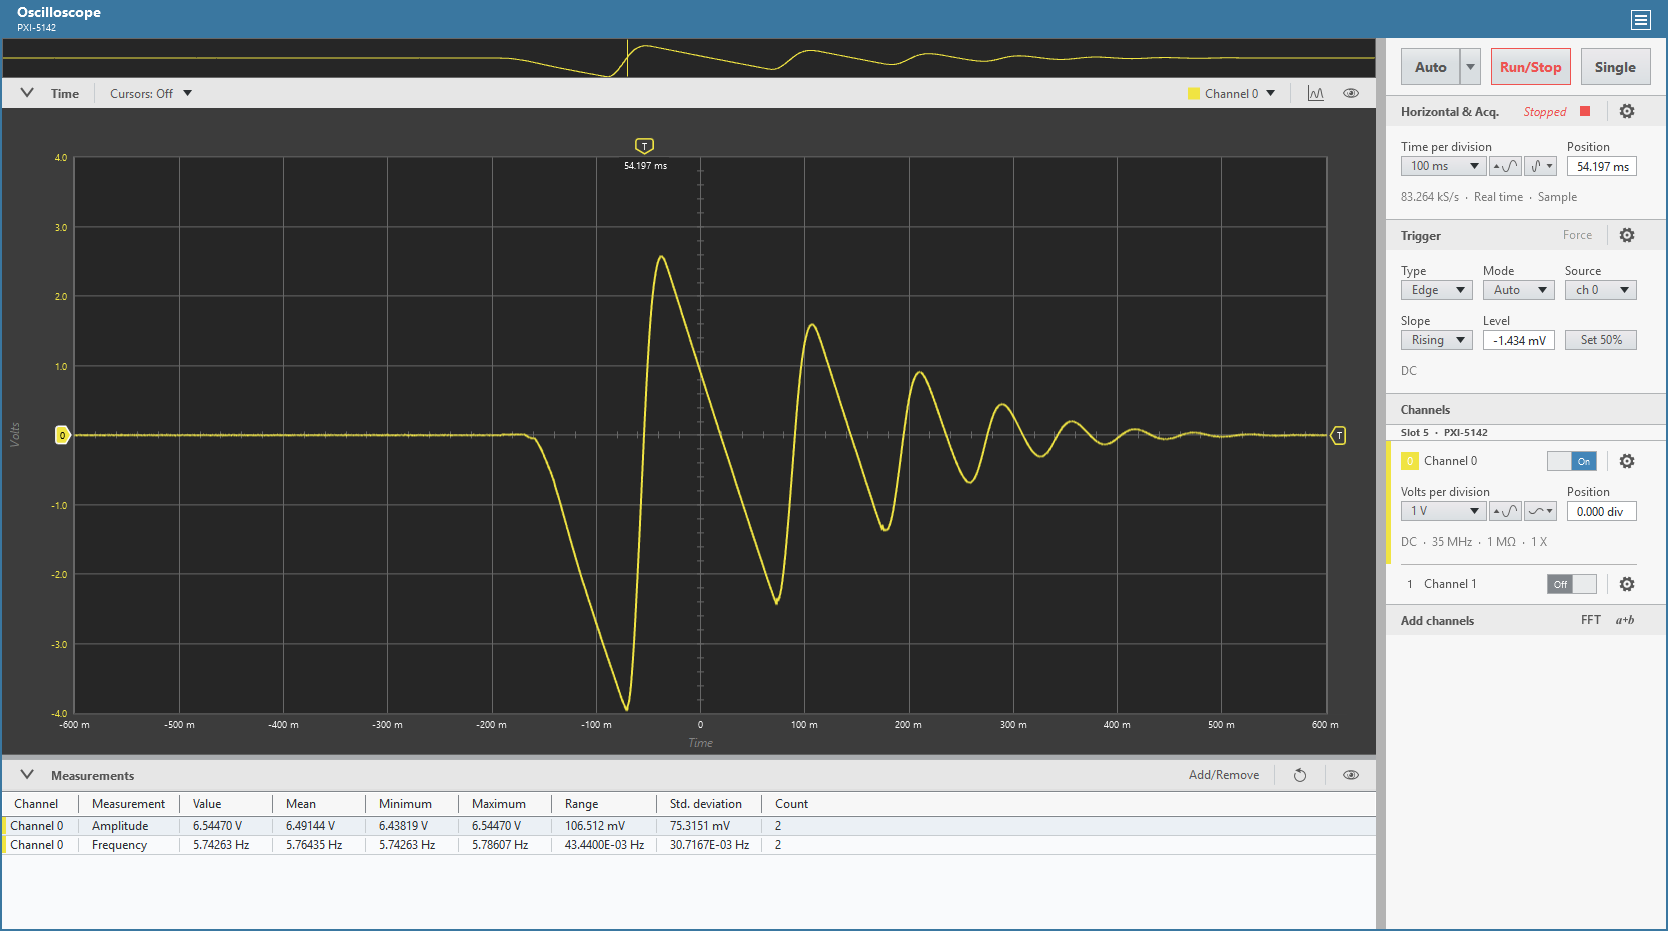 Oscilloscope
PXI-5142
Auto
Run/Stop
Single
Time
Cursors: Off
Channel 0
Horizontal & Acq.
Stopped
Time per division
Position
100 ms
54.197 ms
83.264 kS/s · Real time · Sample
Trigger
Force
Type
Mode
Source
Edge
Auto
ch 0
Slope
Level
Rising
-1.434 mV
Set 50%
DC
Channels
Slot 5 · PXI-5142
0
Channel 0
On
Volts per division
Position
1 V
0.000 div
DC · 35 MHz · 1 MΩ · 1 X
1
Channel 1
Off
Add channels
FFT
a+b
T
54.197 ms
4.0
3.0
2.0
1.0
0
T
-1.0
-2.0
-3.0
-4.0
Volts
-600 m
-500 m
-400 m
-300 m
-200 m
-100 m
0
100 m
200 m
300 m
400 m
500 m
600 m
Time
Measurements
Add/Remove
Channel Measurement Value Mean Minimum Maximum Range Std. deviation Count
Channel 0 Amplitude 6.54470 V 6.49144 V 6.43819 V 6.54470 V 106.512 mV 75.3151 mV 2
Channel 0 Frequency 5.74263 Hz 5.76435 Hz 5.74263 Hz 5.78607 Hz 43.4400E-03 Hz 30.7167E-03 Hz 2